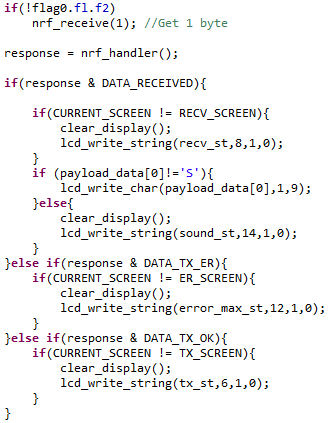 if(!flag0.fl.f2)
    nrf_receive(1); //Get 1 byte

response = nrf_handler();

if(response & DATA_RECEIVED){

    if(CURRENT_SCREEN != RECV_SCREEN){
        clear_display();
        lcd_write_string(recv_st,8,1,0);
    }
    if (payload_data[0]!='S'){
        lcd_write_char(payload_data[0],1,9);
    }else{
        clear_display();
        lcd_write_string(sound_st,14,1,0);
    }
}else if(response & DATA_TX_ER){
    if(CURRENT_SCREEN != ER_SCREEN){
        clear_display();
        lcd_write_string(error_max_st,12,1,0);
    }
}else if(response & DATA_TX_OK){
    if(CURRENT_SCREEN != TX_SCREEN){
        clear_display();
        lcd_write_string(tx_st,6,1,0);
    }
}